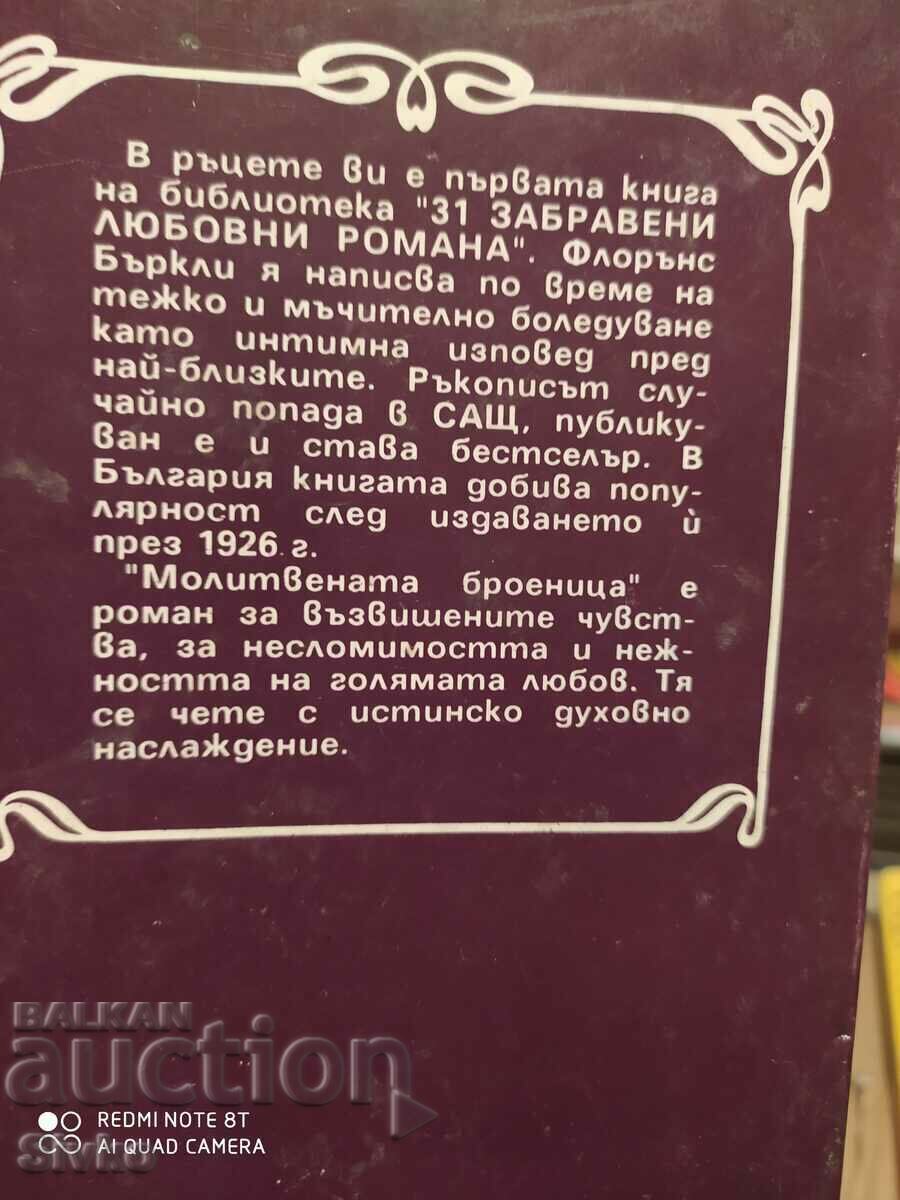 В ръцете ви е първата книга
на библиотека "31 ЗАБРАВЕНИ
ЛЮБОВНИ РОМАНА". Флорънс
Бъркли я написва по време на
тежко и мъчително боледуване
като интимна изповед пред
най-близките. Ръкописът слу-
чайно попада в САЩ, публику-
ван е и става бестселър. В
България книгата добива попу-
лярност след издаването ѝ
през 1926 г.
"Молитвената броеница" е
роман за възвишените чувст-
ва, за несломимостта и неж-
ността на голямата любов. Тя
се чете с истинско духовно
наслаждение.
BALKAN
auction
REDMI NOTE 8T
AI QUAD CAMERA
Sivko